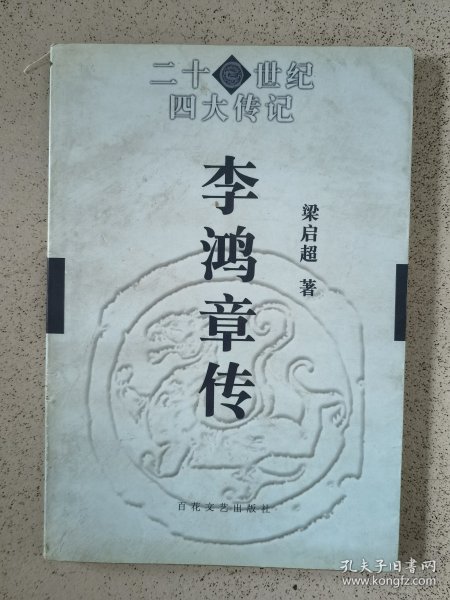 二十世纪
四大传记
李鸿章传
梁启超 著
百花文艺出版社
孔夫子旧书网
www.kongfz.com